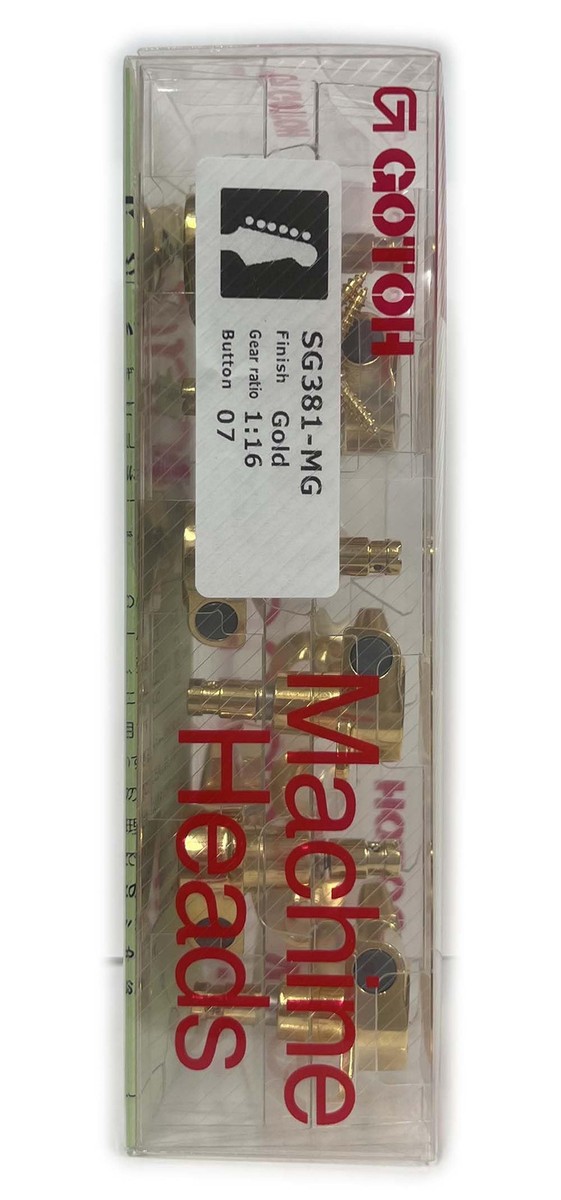 GOTOH
SG381-MG
Finish Gold
Gear ratio 1:16
Button 07
Machine
Heads